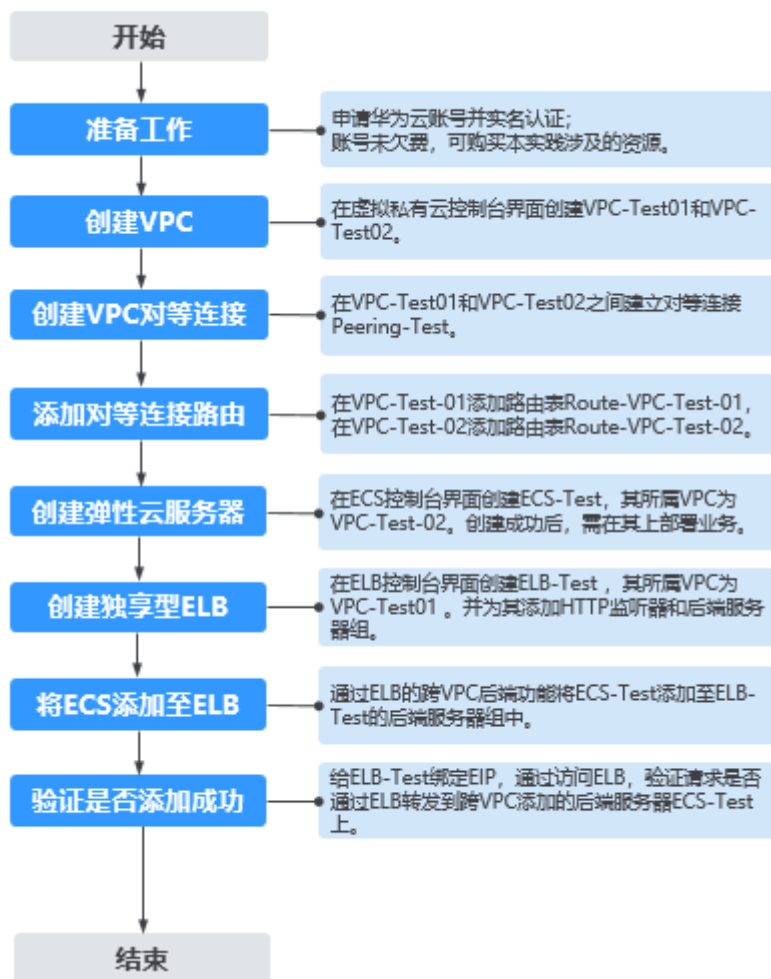 开始
准备工作
申请华为云账号并实名认证;
账号未欠费，可购买本实践涉及的资源。
创建VPC
在虚拟私有云控制台界面创建VPC-Test01和VPC-
Test02。
创建VPC对等连接
在VPC-Test01和VPC-Test02之间建立对等连接
Peering-Test。
添加对等连接路由
在VPC-Test-01添加路由表Route-VPC-Test-01，
在VPC-Test-02添加路由表Route-VPC-Test-02。
创建弹性云服务器
在ECS控制台界面创建ECS-Test，其所属VPC为
VPC-Test-02。创建成功后，需在其上部署业务。
创建独享型ELB
在ELB控制台界面创建ELB-Test ，其所属VPC为
VPC-Test01 。并为其添加HTTP监听器和后端服务
器组。
将ECS添加至ELB
通过ELB的跨VPC后端功能将ECS-Test添加至ELB-
Test的后端服务器组中。
验证是否添加成功
给ELB-Test绑定EIP，通过访问ELB，验证请求是否
通过ELB转发到跨VPC添加的后端服务器ECS-Test
上。
结束